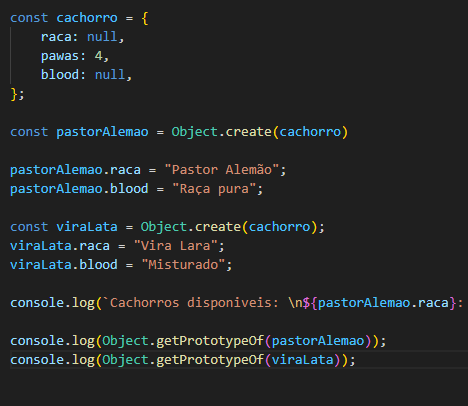 const cachorro = {
    raca: null,
    pawas: 4,
    blood: null,
};
const pastorAlemao = Object.create(cachorro)
pastorAlemao.raca = "Pastor Alemão";
pastorAlemao.blood = "Raça pura";
const viraLata = Object.create(cachorro);
viraLata.raca = "Vira Lara";
viraLata.blood = "Misturado";
console.log(`Cachorros disponiveis: \n${pastorAlemao.raca}:
console.log(Object.getPrototypeOf(pastorAlemao));
console.log(Object.getPrototypeOf(viraLata));